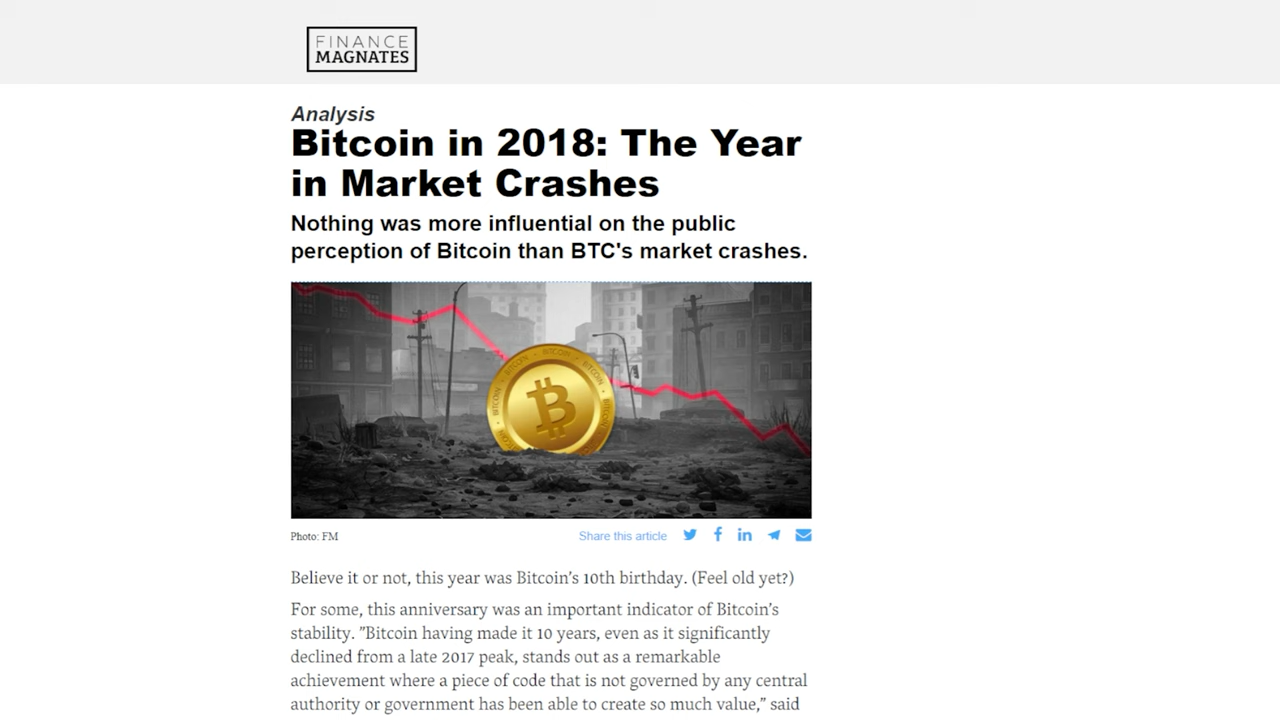 FINANCE
MAGNATES
Analysis
Bitcoin in 2018: The Year
in Market Crashes
Nothing was more influential on the public
perception of Bitcoin than BTC's market crashes.
BITCOIN • BITCOIN • BITCOIN
BITCOIN
BITCOIN
Photo: FM
Share this article
Believe it or not, this year was Bitcoin’s 10th birthday. (Feel old yet?)
For some, this anniversary was an important indicator of Bitcoin’s
stability. ”Bitcoin having made it 10 years, even as it significantly
declined from a late 2017 peak, stands out as a remarkable
achievement where a piece of code that is not governed by any central
authority or government has been able to create so much value,” said